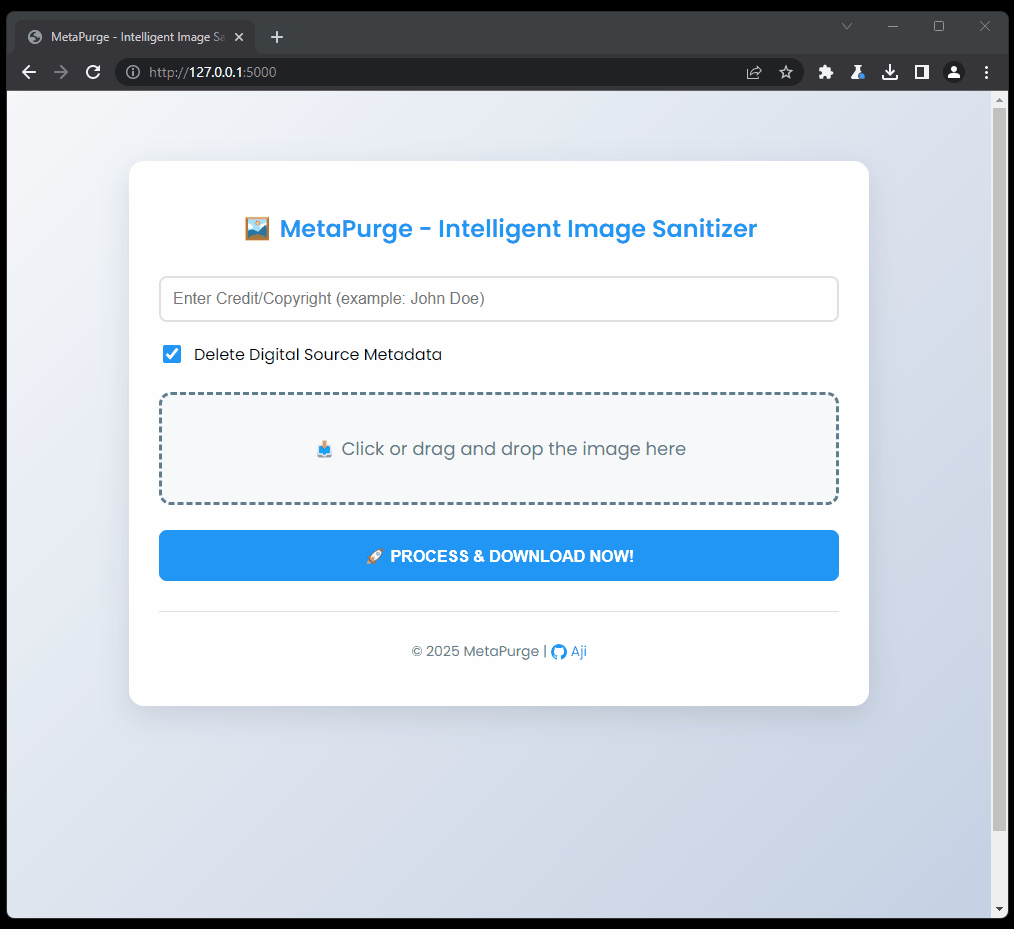 MetaPurge - Intelligent Image Sa
http://127.0.0.1:5000
MetaPurge - Intelligent Image Sanitizer
Enter Credit/Copyright (example: John Doe)
Delete Digital Source Metadata
Click or drag and drop the image here
PROCESS & DOWNLOAD NOW!
© 2025 MetaPurge | Aji